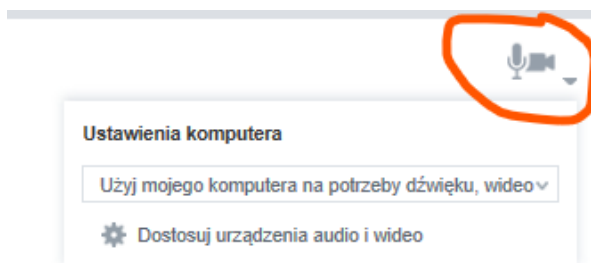 Ustawienia komputera
Użyj mojego komputera na potrzeby dźwięku, wideo
Dostosuj urządzenia audio i wideo